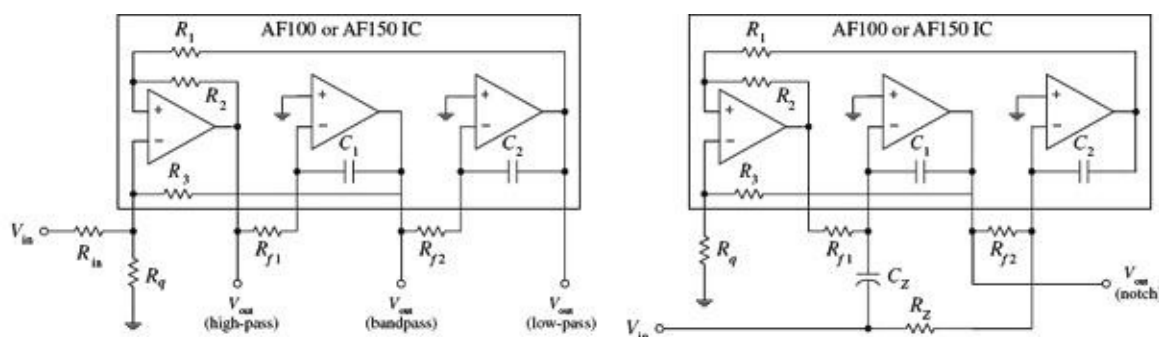 AF100 or AF150 IC
R1
R2
+
−
+
−
+
−
C1
C2
R3
Vin
Rin
Rq
Rf1
Rf2
Vout
(high-pass)
Vout
(bandpass)
Vout
(low-pass)
AF100 or AF150 IC
R1
R2
+
−
+
−
+
−
C1
C2
R3
Rq
Rf1
Rf2
CZ
Vout
(notch)
RZ
Vin